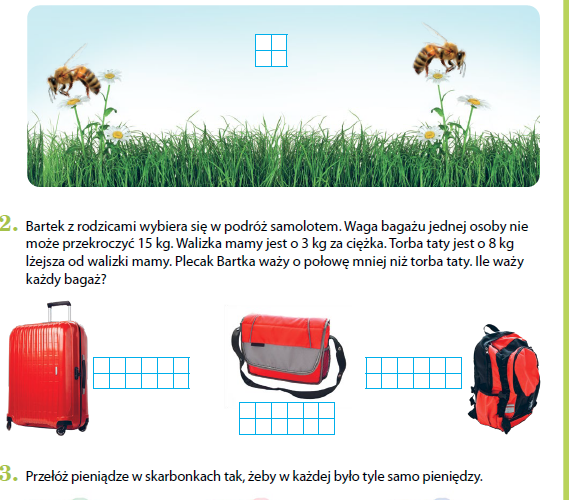 2. Bartek z rodzicami wybiera się w podróż samolotem. Waga bagażu jednej osoby nie
może przekroczyć 15 kg. Walizka mamy jest o 3 kg za ciężka. Torba taty jest o 8 kg
lżejsza od walizki mamy. Plecak Bartka waży o połowę mniej niż torba taty. Ile waży
każdy bagaż?
3. Przełóż pieniądze w skarbonkach tak, żeby w każdej było tyle samo pieniędzy.